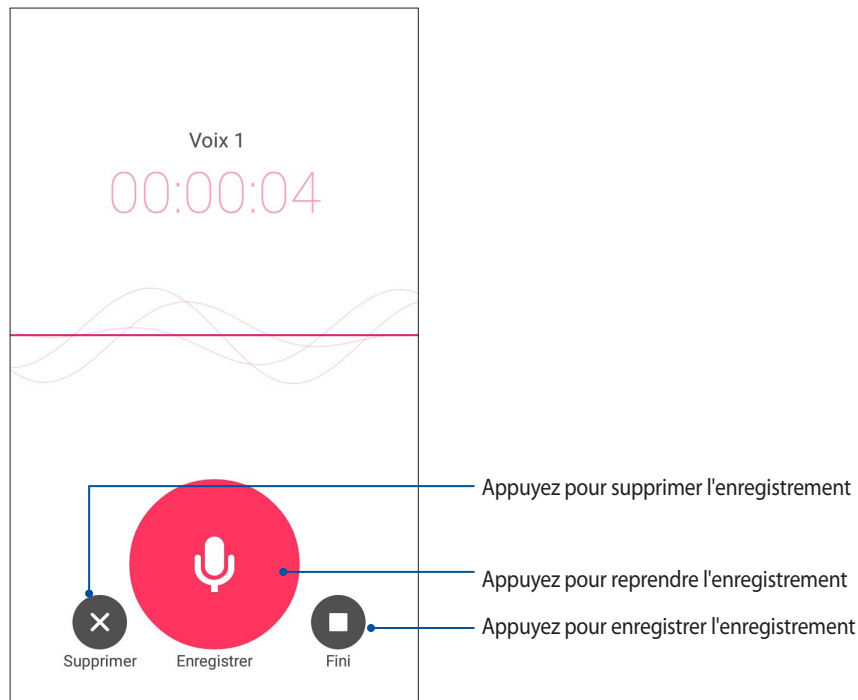 Voix 1
00:00:04
Appuyez pour supprimer l'enregistrement
Appuyez pour reprendre l'enregistrement
Appuyez pour enregistrer l'enregistrement
Supprimer Enregistrer Fini